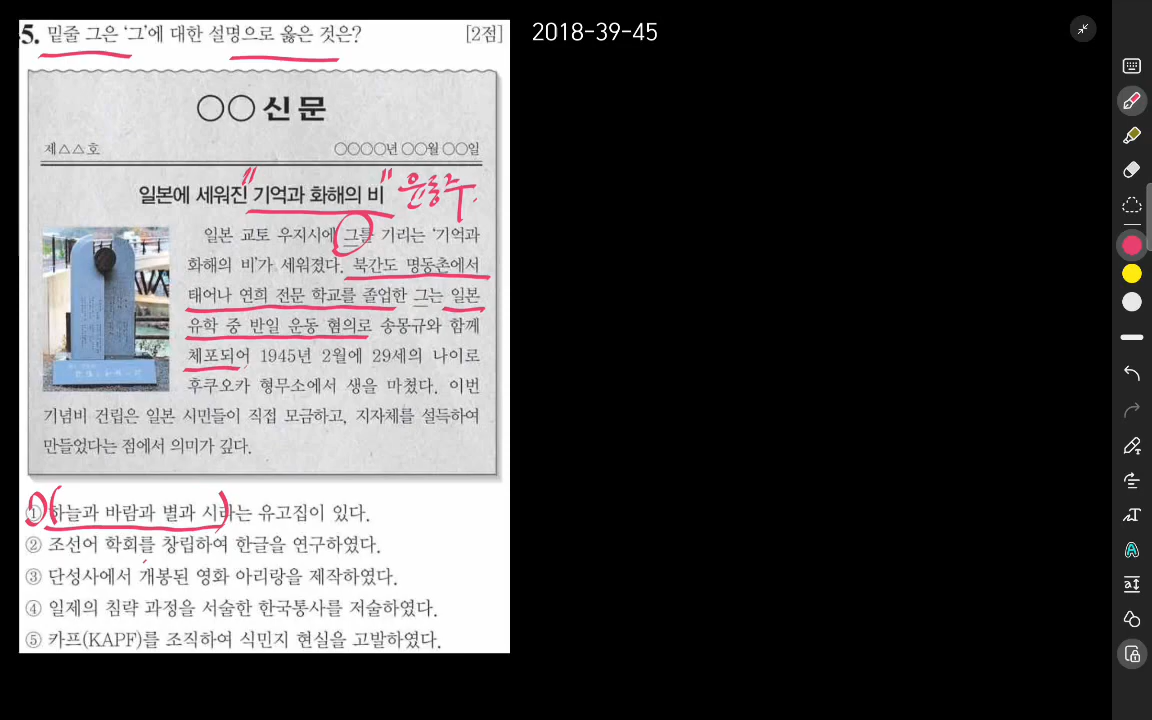 5. 밑줄 그은 '그'에 대한 설명으로 옳은 것은? [2점]
2018-39-45
○○신문
제△△호 ○○○○년 ○○월 ○○일
일본에 세워진 "기억과 화해의 비" 윤동주.
일본 교토 우지시에 그를 기리는 '기억과
화해의 비'가 세워졌다. 북간도 명동촌에서
태어나 연희 전문 학교를 졸업한 그는 일본
유학 중 반일 운동 혐의로 송몽규와 함께
체포되어 1945년 2월에 29세의 나이로
후쿠오카 형무소에서 생을 마쳤다. 이번
기념비 건립은 일본 시민들이 직접 모금하고, 지자체를 설득하여
만들었다는 점에서 의미가 깊다.
① 하늘과 바람과 별과 시라는 유고집이 있다.
② 조선어 학회를 창립하여 한글을 연구하였다.
③ 단성사에서 개봉된 영화 아리랑을 제작하였다.
④ 일제의 침략 과정을 서술한 한국통사를 저술하였다.
⑤ 카프(KAPF)를 조직하여 식민지 현실을 고발하였다.